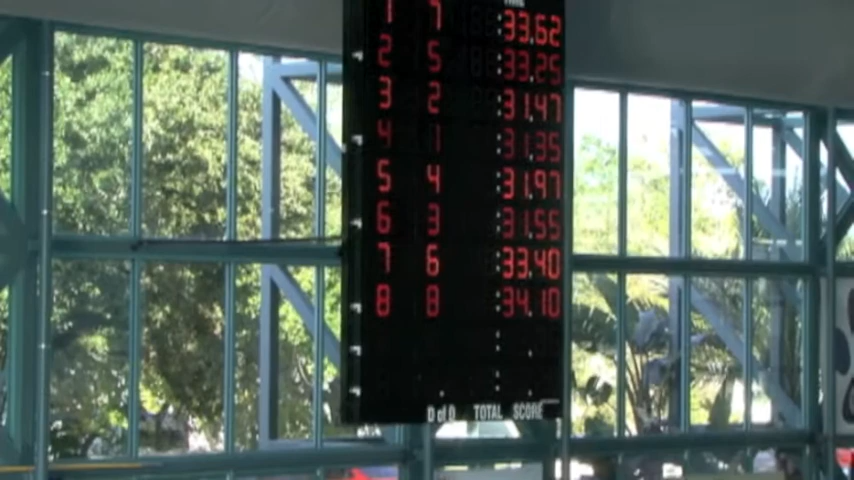 1 7 :33.62
2 5 :33.25
3 2 :31.47
4 1 :31.35
5 4 :31.97
6 3 :31.55
7 6 :33.40
8 8 :34.10
D of D TOTAL SCORE